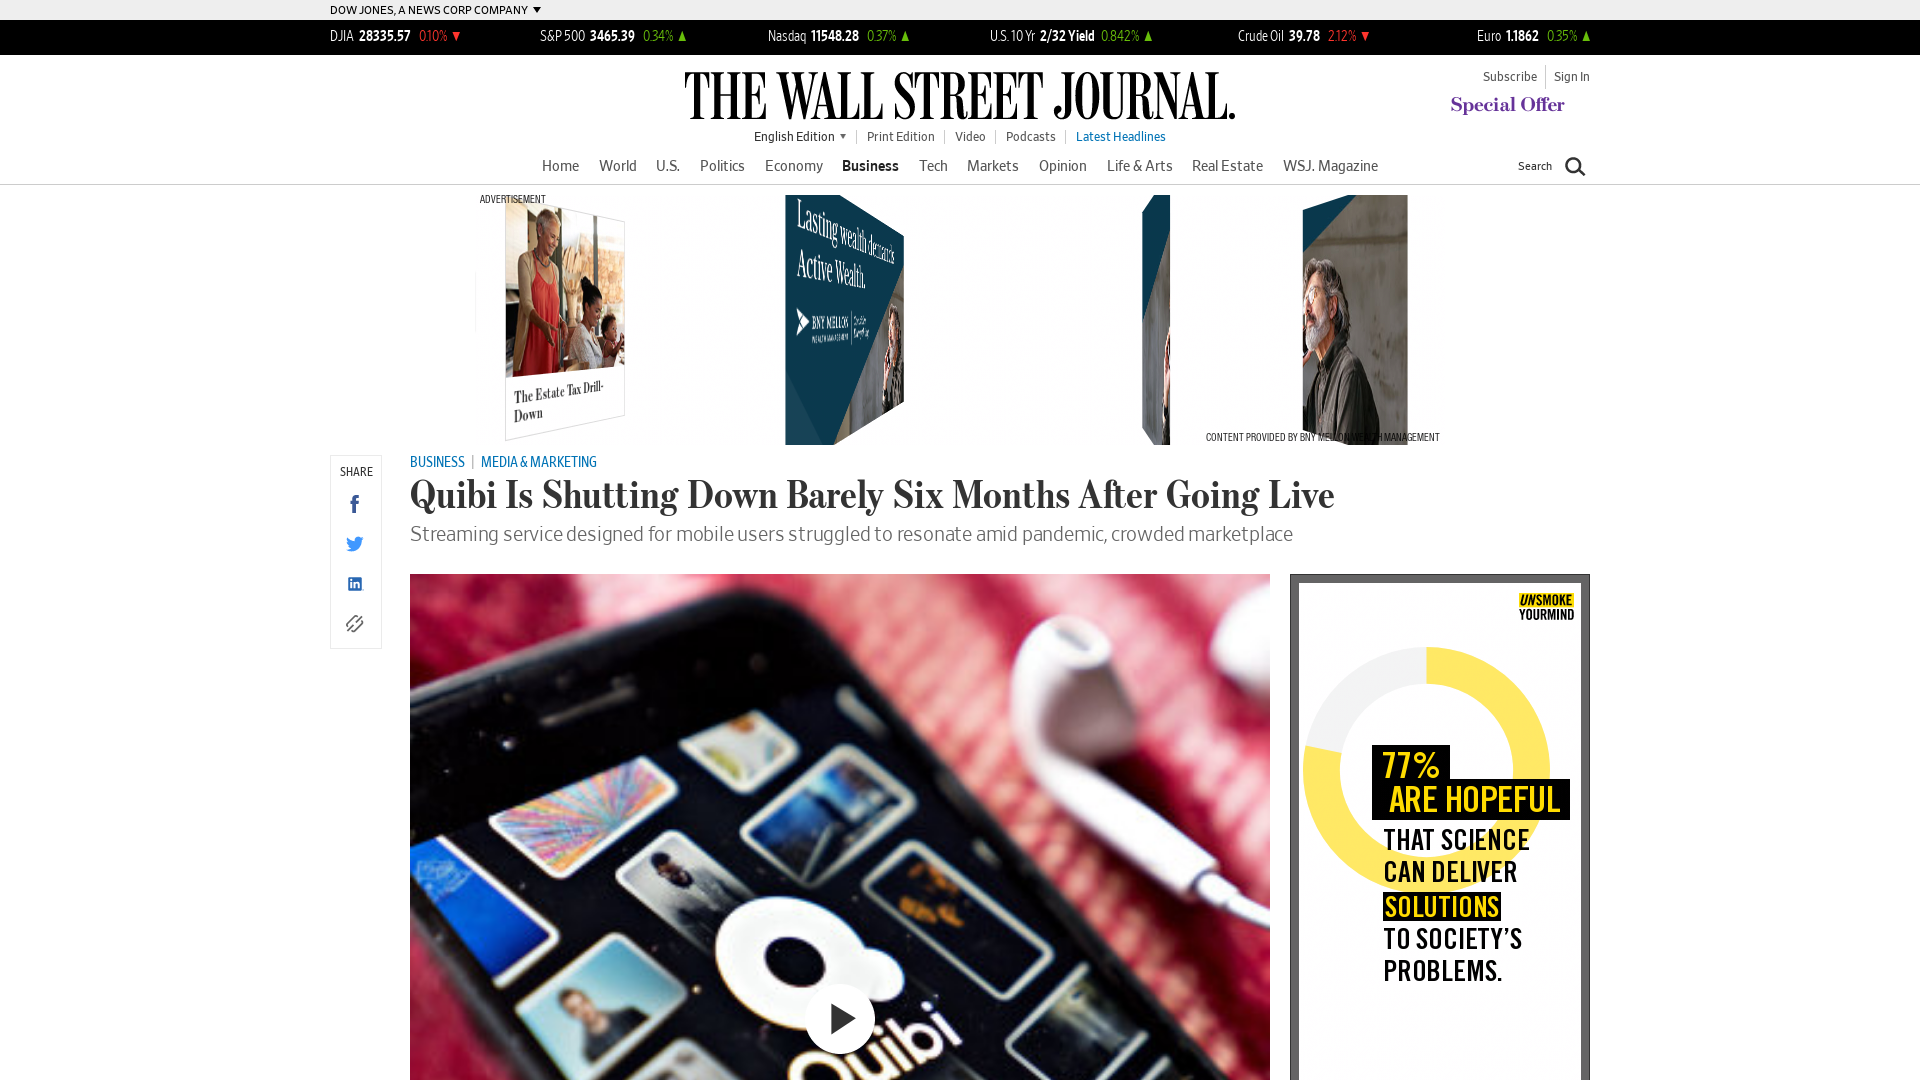 DOW JONES, A NEWS CORP COMPANY
DJIA 28335.57 0.10%
S&P 500 3465.39 0.34%
Nasdaq 11548.28 0.37%
U.S. 10 Yr 2/32 Yield 0.842%
Crude Oil 39.78 2.12%
Euro 1.1862 0.35%
THE WALL STREET JOURNAL.
Subscribe
Sign In
Special Offer
English Edition
Print Edition
Video
Podcasts
Latest Headlines
Home
World
U.S.
Politics
Economy
Business
Tech
Markets
Opinion
Life & Arts
Real Estate
WSJ. Magazine
Search
ADVERTISEMENT
The Estate Tax Drill-
Down
Lasting wealth demands
Active Wealth.
BNY MELLON
WEALTH MANAGEMENT
CONTENT PROVIDED BY BNY MELLON WEALTH MANAGEMENT
SHARE
BUSINESS | MEDIA & MARKETING
Quibi Is Shutting Down Barely Six Months After Going Live
Streaming service designed for mobile users struggled to resonate amid pandemic, crowded marketplace
Quibi
UNSMOKE
YOURMIND
77%
ARE HOPEFUL
THAT SCIENCE
CAN DELIVER
SOLUTIONS
TO SOCIETY'S
PROBLEMS.